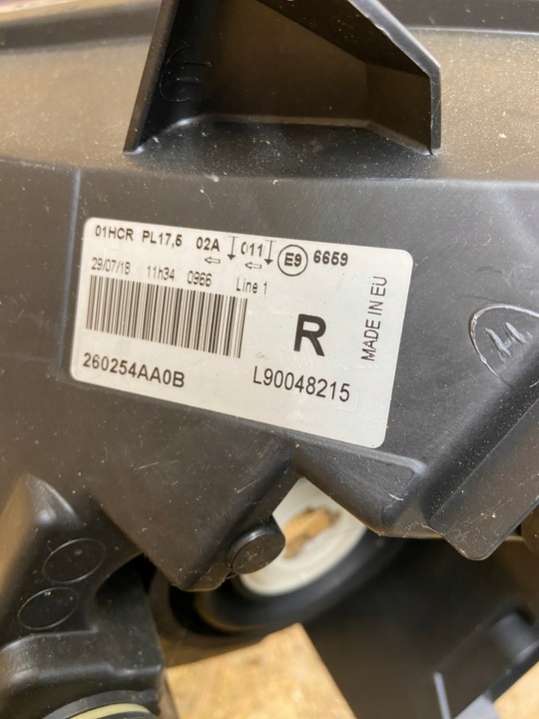 01HCR PL17,5 02A 011 E9 6659
29/07/18 11h34 0966 Line 1
R
MADE IN EU
260254AA0B L90048215